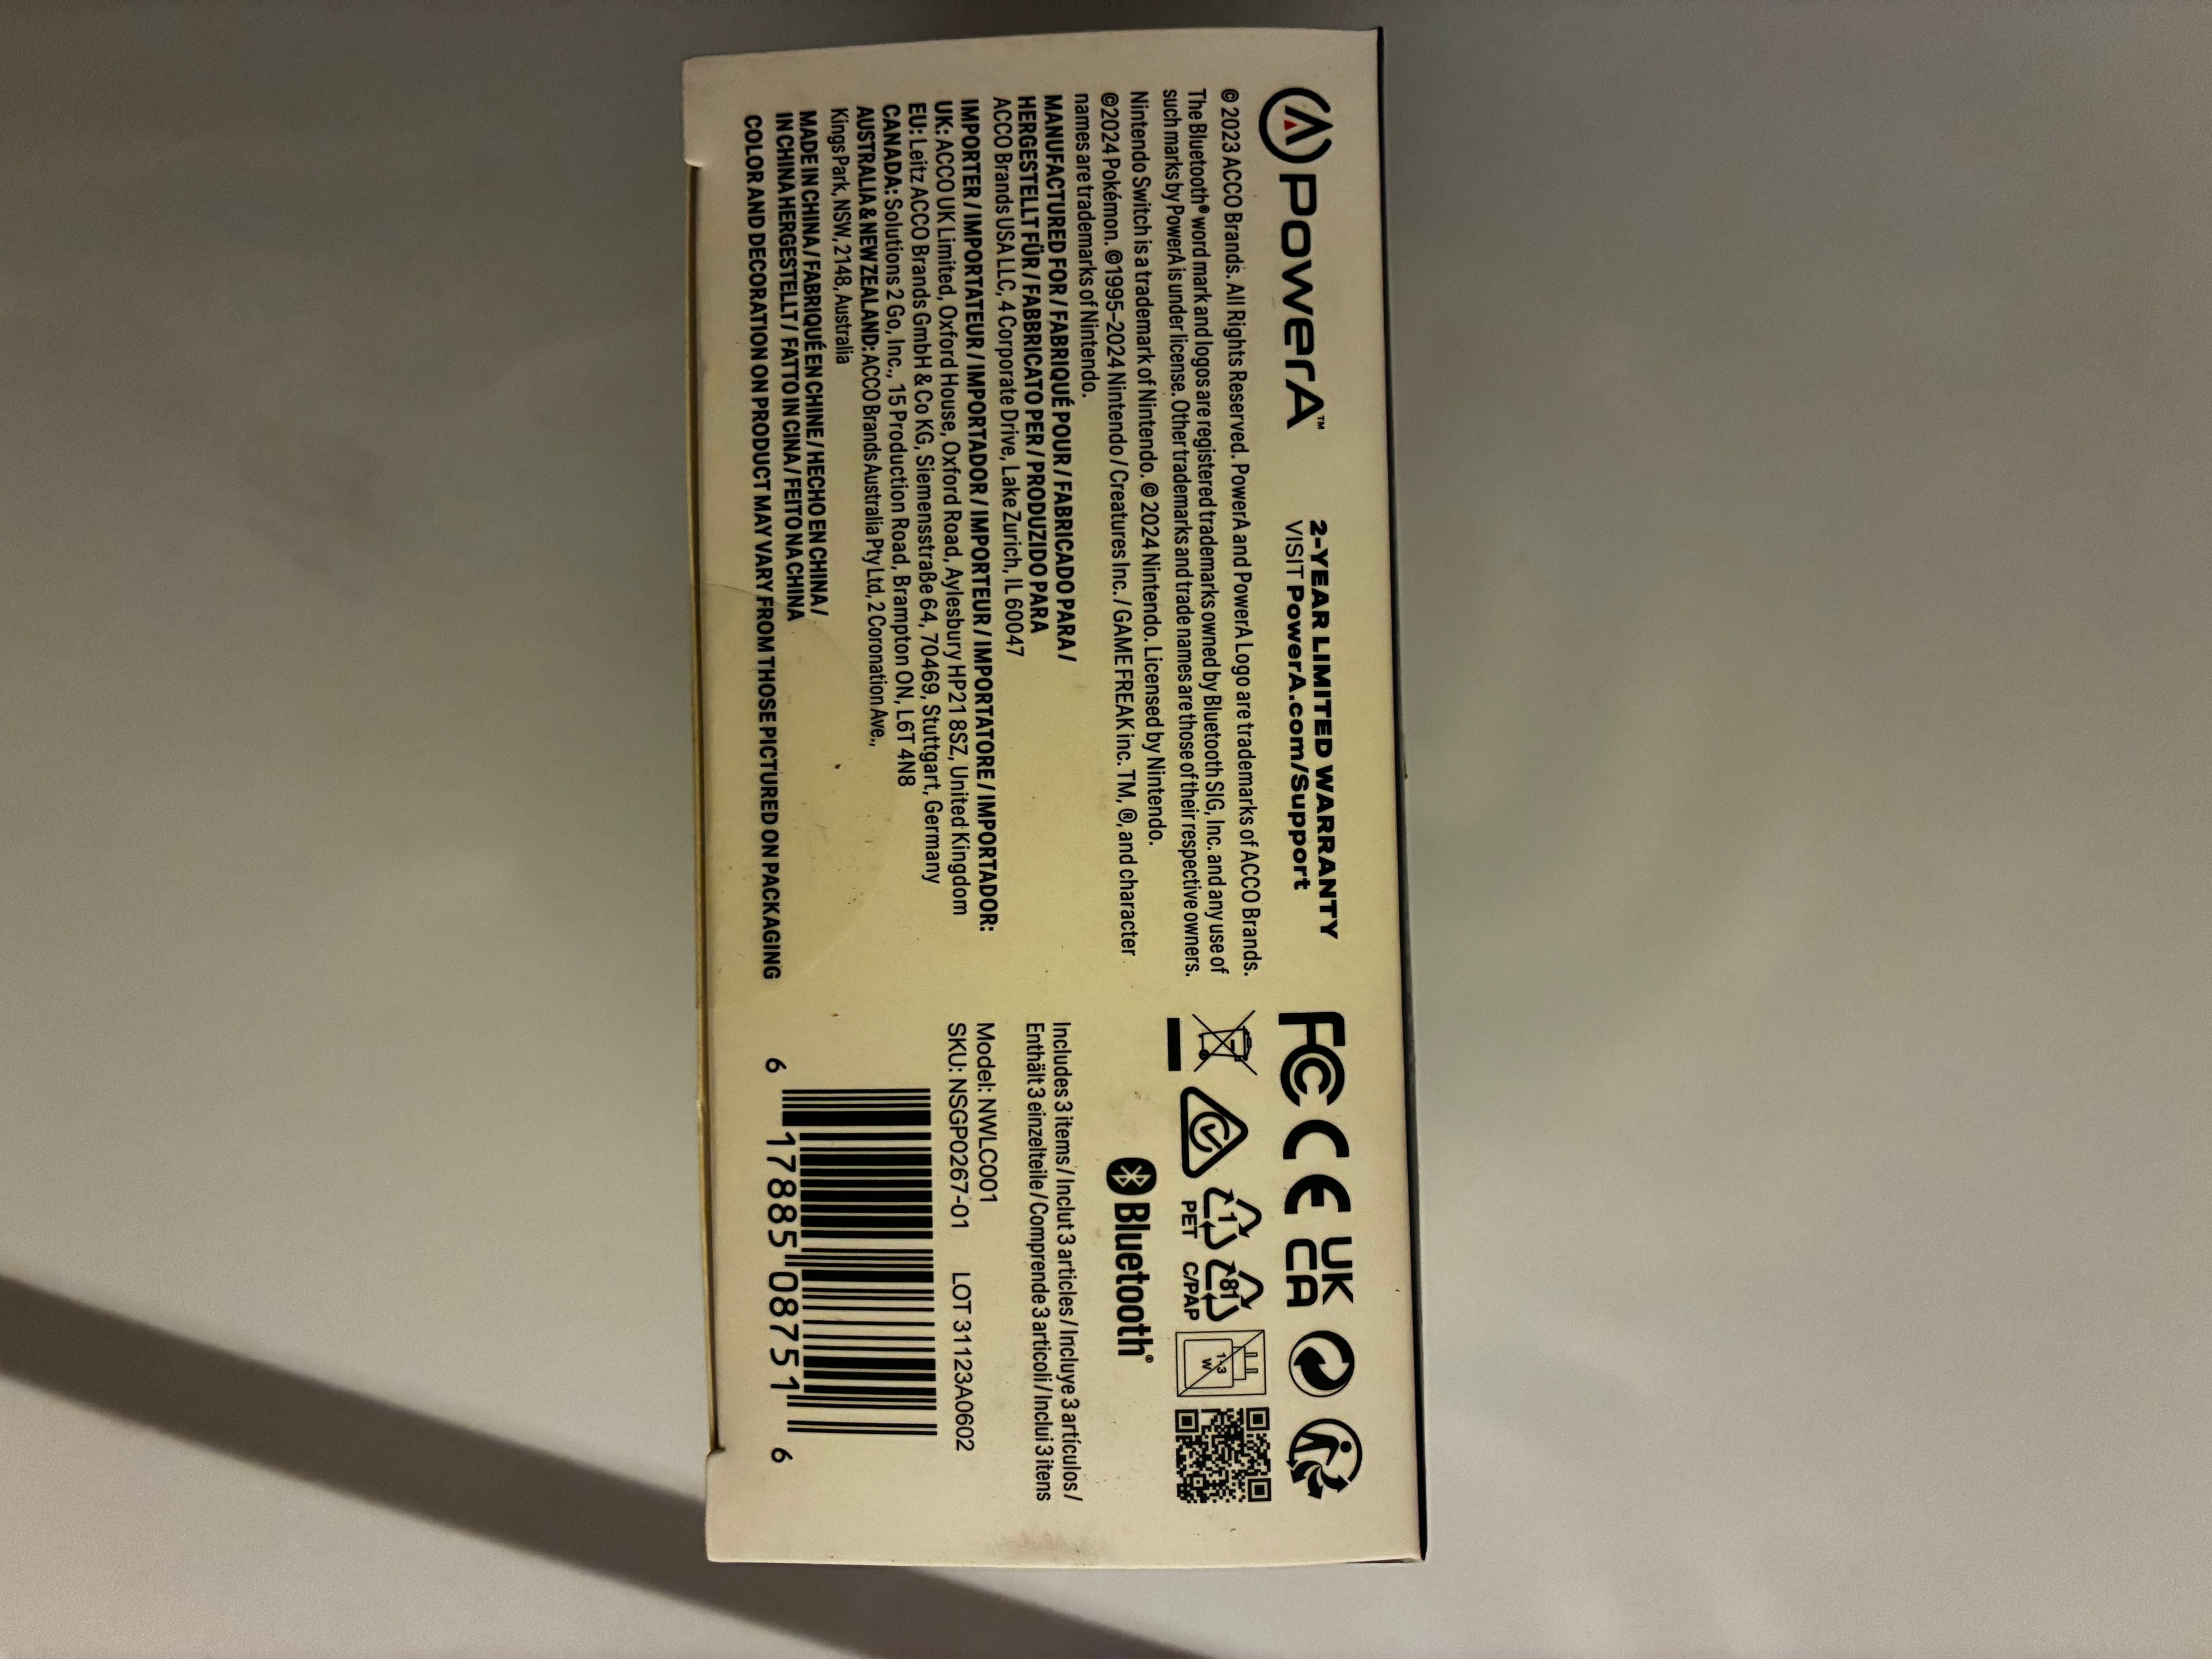 PowerA™
2-YEAR LIMITED WARRANTY
VISIT PowerA.com/Support
© 2023 ACCO Brands. All Rights Reserved. PowerA and PowerA Logo are trademarks of ACCO Brands.
The Bluetooth® word mark and logos are registered trademarks owned by Bluetooth SIG, Inc. and any use of
such marks by PowerA is under license. Other trademarks and trade names are those of their respective owners.
Nintendo Switch is a trademark of Nintendo. © 2024 Nintendo. Licensed by Nintendo.
©2024 Pokémon. ©1995–2024 Nintendo / Creatures Inc. / GAME FREAK inc. TM, ®, and character
names are trademarks of Nintendo.
MANUFACTURED FOR / FABRIQUÉ POUR / FABRICADO PARA /
HERGESTELLT FÜR / FABBRICATO PER / PRODUZIDO PARA
ACCO Brands USA LLC, 4 Corporate Drive, Lake Zurich, IL 60047
IMPORTER / IMPORTATEUR / IMPORTADOR / IMPORTEUR / IMPORTATORE / IMPORTADOR:
UK: ACCO UK Limited, Oxford House, Oxford Road, Aylesbury HP21 8SZ, United Kingdom
EU: Leitz ACCO Brands GmbH & Co KG, Siemensstraße 64, 70469, Stuttgart, Germany
CANADA: Solutions 2 Go, Inc., 15 Production Road, Brampton ON, L6T 4N8
AUSTRALIA & NEW ZEALAND: ACCO Brands Australia Pty Ltd, 2 Coronation Ave.,
Kings Park, NSW, 2148, Australia
MADE IN CHINA / FABRIQUÉ EN CHINE / HECHO EN CHINA /
IN CHINA HERGESTELLT / FATTO IN CINA / FEITO NA CHINA
COLOR AND DECORATION ON PRODUCT MAY VARY FROM THOSE PICTURED ON PACKAGING
FC CE UK
CA
1 81
PET C/PAP
1.3
W
Bluetooth®
Includes 3 items / Inclut 3 articles / Incluye 3 artículos /
Enthält 3 einzelteile / Comprende 3 articoli / Inclui 3 itens
Model: NWLC001
SKU: NSGP0267-01 LOT 31123A0602
6 17885 08751 6